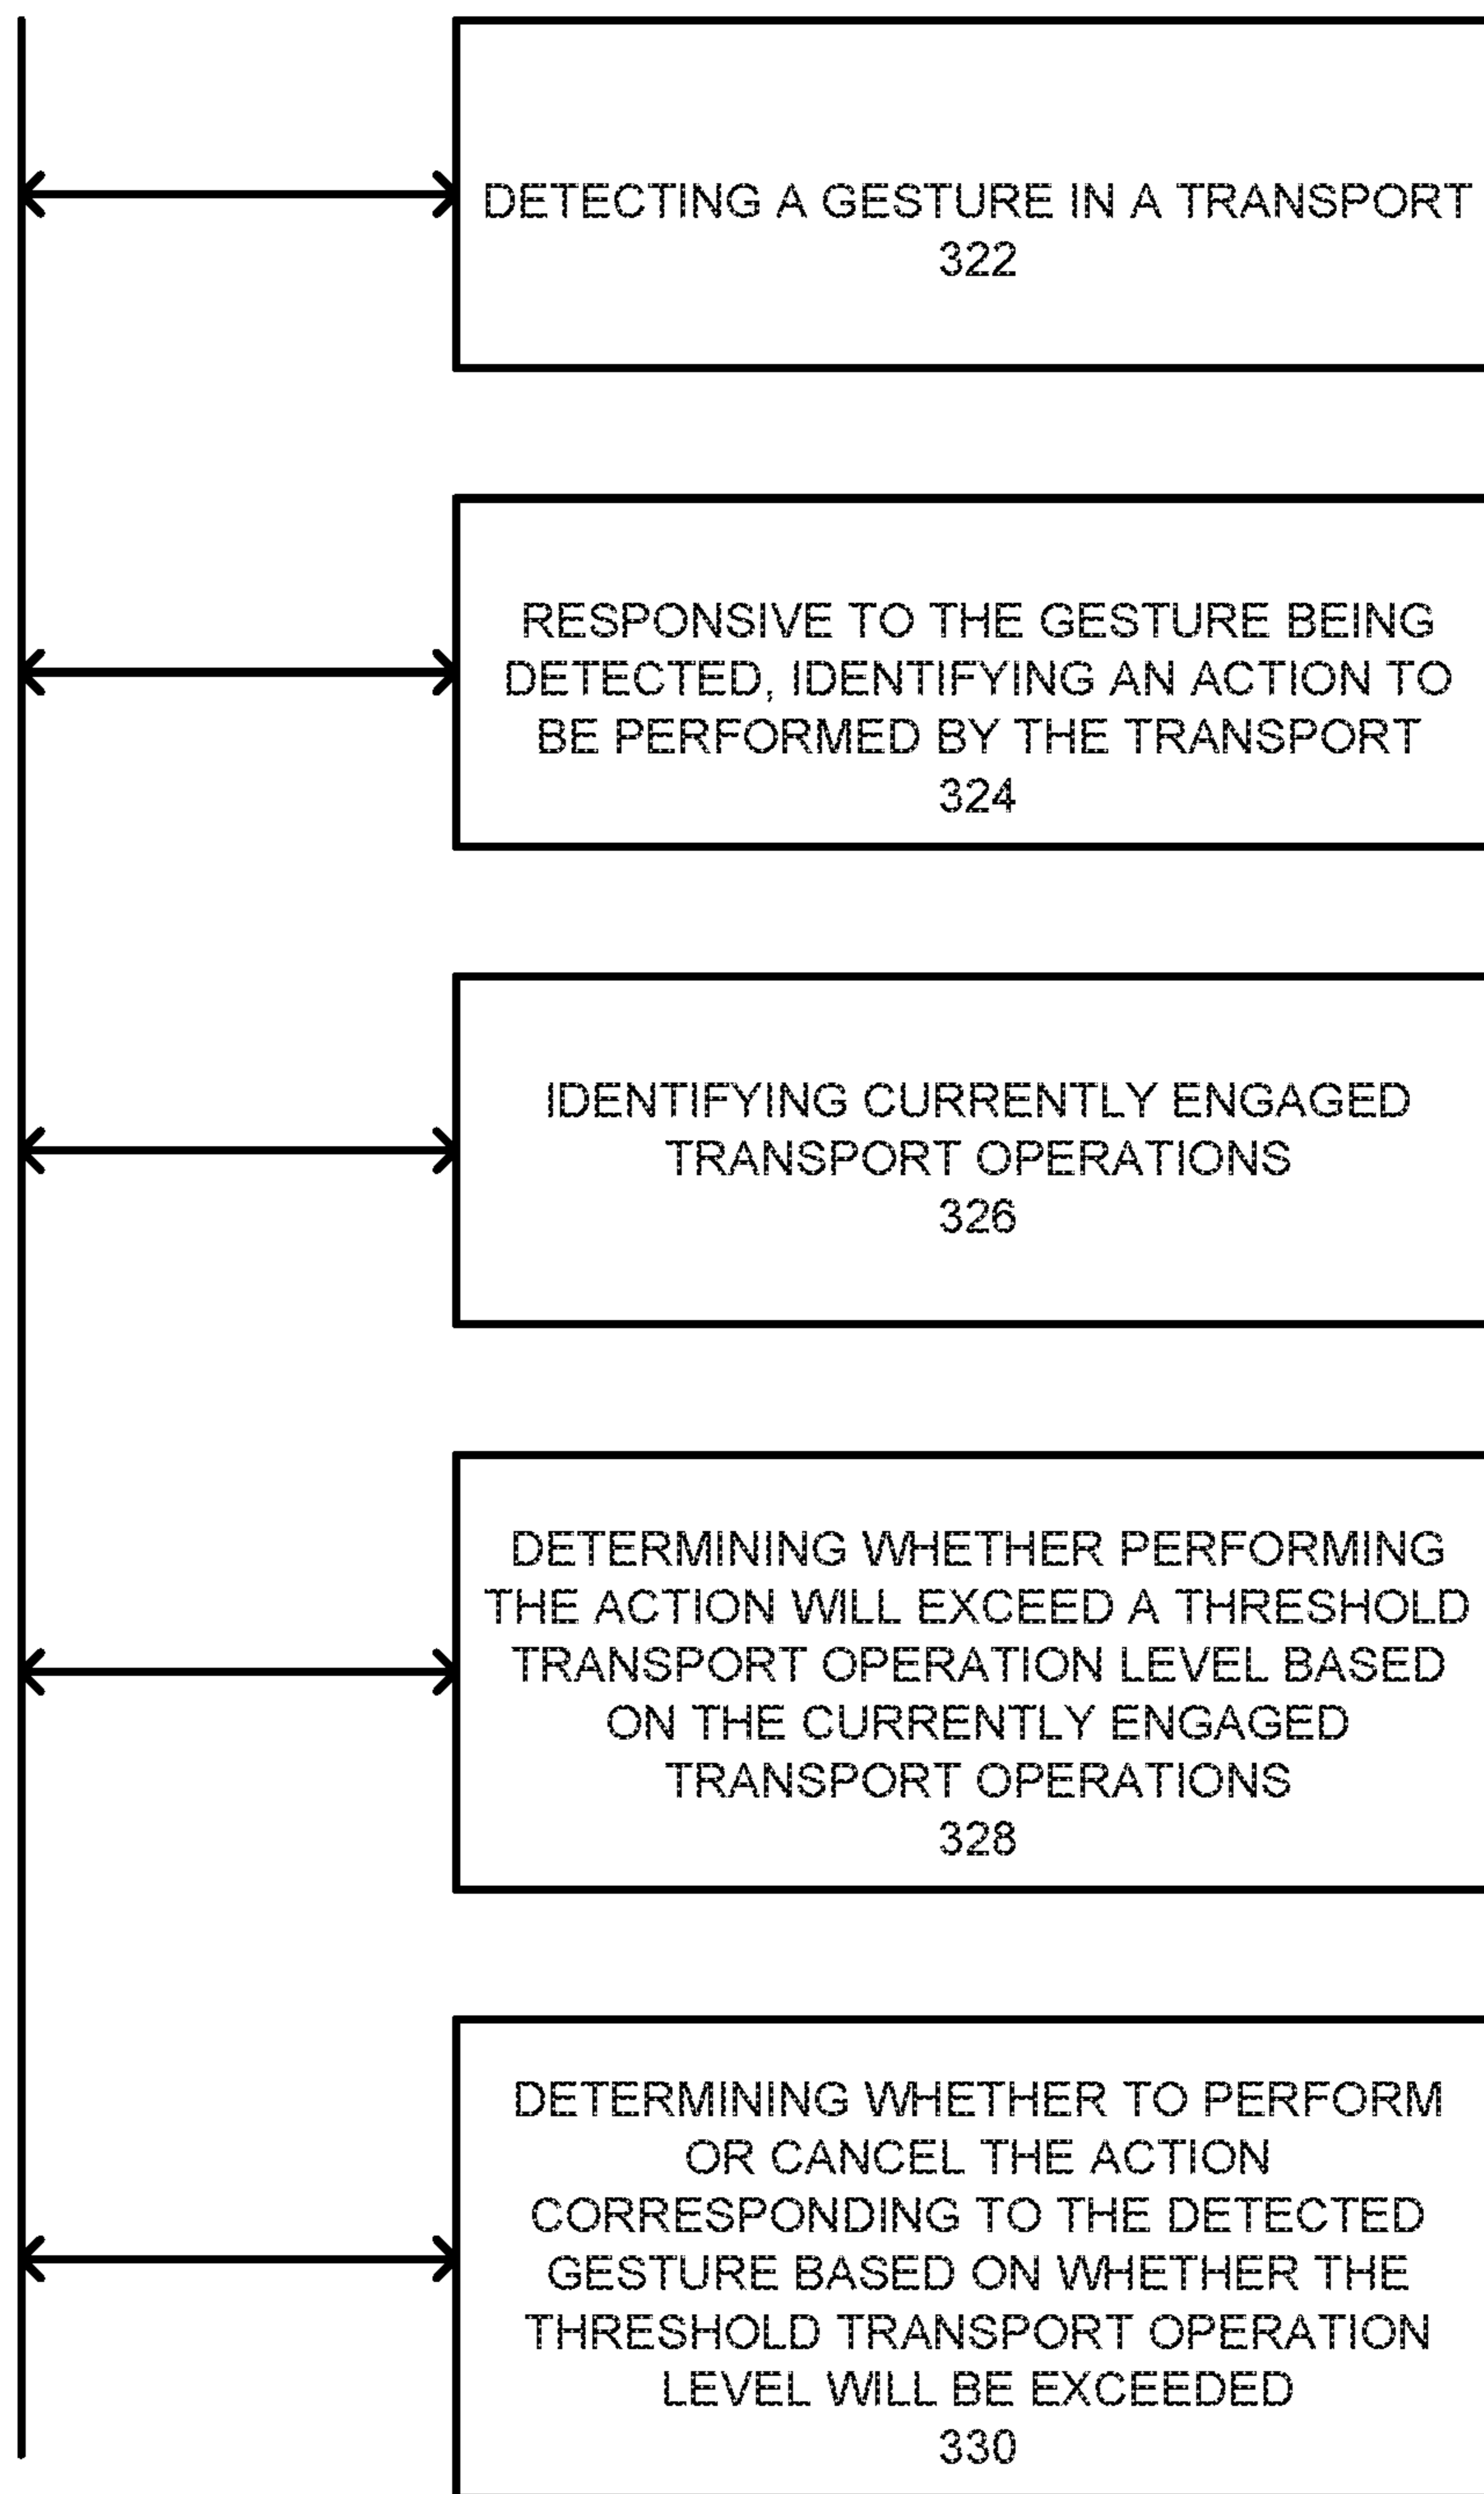 DETECTING A GESTURE IN A TRANSPORT
322
RESPONSIVE TO THE GESTURE BEING
DETECTED, IDENTIFYING AN ACTION TO
BE PERFORMED BY THE TRANSPORT
324
IDENTIFYING CURRENTLY ENGAGED
TRANSPORT OPERATIONS
326
DETERMINING WHETHER PERFORMING
THE ACTION WILL EXCEED A THRESHOLD
TRANSPORT OPERATION LEVEL BASED
ON THE CURRENTLY ENGAGED
TRANSPORT OPERATIONS
328
DETERMINING WHETHER TO PERFORM
OR CANCEL THE ACTION
CORRESPONDING TO THE DETECTED
GESTURE BASED ON WHETHER THE
THRESHOLD TRANSPORT OPERATION
LEVEL WILL BE EXCEEDED
330